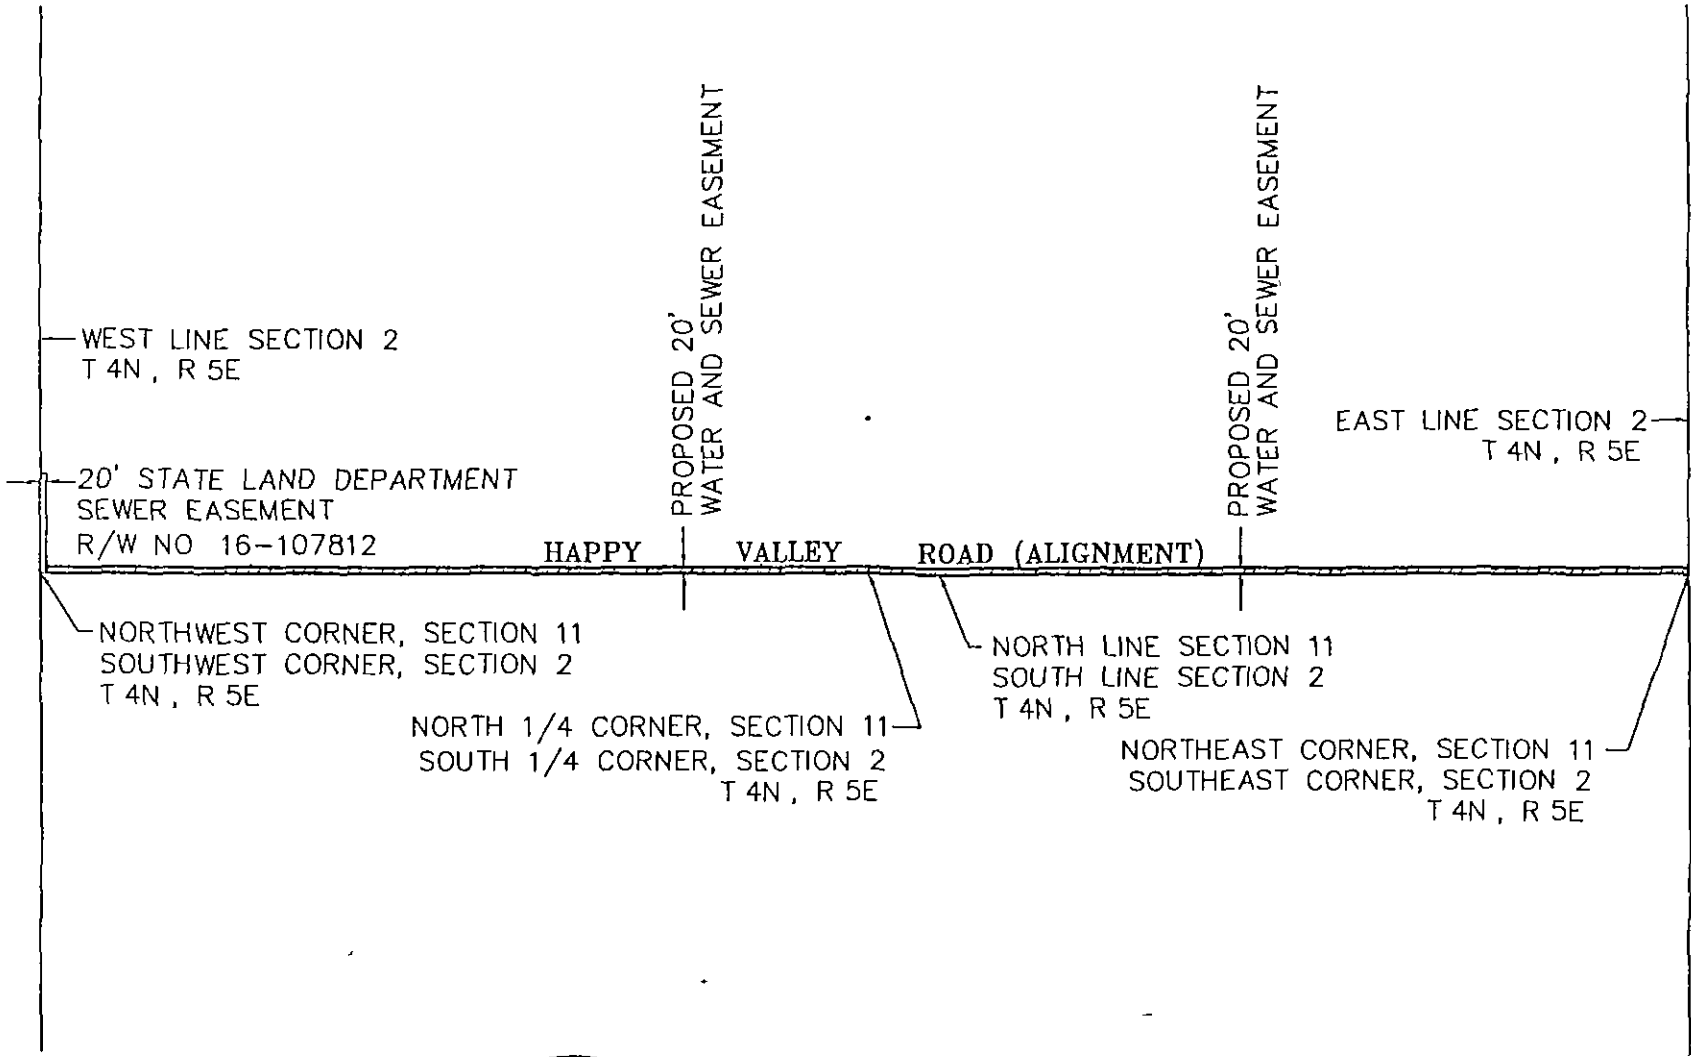 PROPOSED 20'
WATER AND SEWER EASEMENT
PROPOSED 20'
WATER AND SEWER EASEMENT
WEST LINE SECTION 2
T 4N , R 5E
EAST LINE SECTION 2
T 4N , R 5E
20' STATE LAND DEPARTMENT
SEWER EASEMENT
R/W NO 16-107812
HAPPY VALLEY ROAD (ALIGNMENT)
NORTHWEST CORNER, SECTION 11
SOUTHWEST CORNER, SECTION 2
T 4N , R 5E
NORTH LINE SECTION 11
SOUTH LINE SECTION 2
T 4N , R 5E
NORTH 1/4 CORNER, SECTION 11
SOUTH 1/4 CORNER, SECTION 2
T 4N , R 5E
NORTHEAST CORNER, SECTION 11
SOUTHEAST CORNER, SECTION 2
T 4N , R 5E